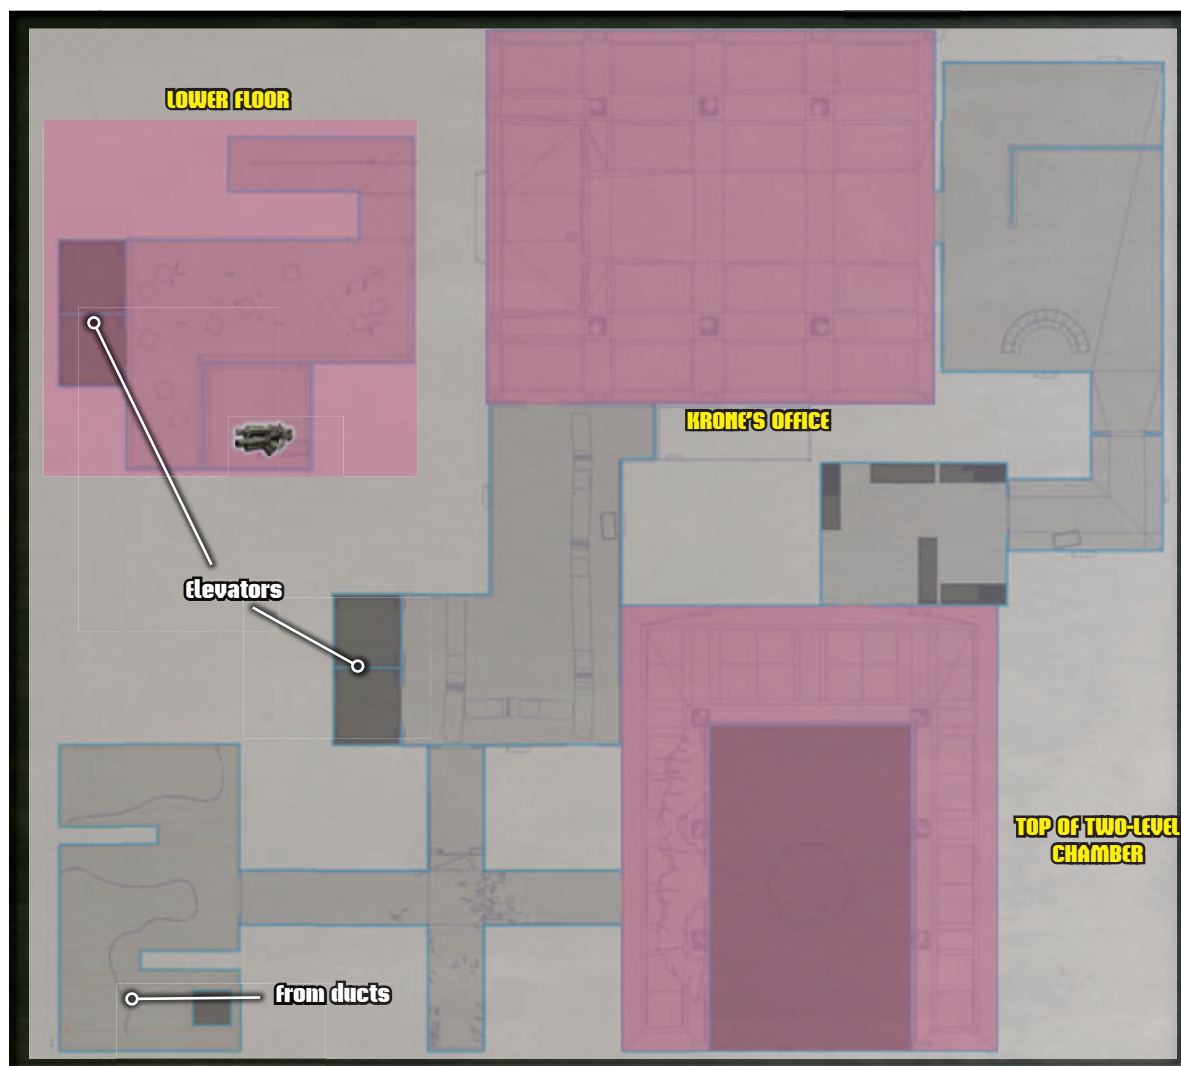 LOWER FLOOR
KRONE'S OFFICE
Elevators
TOP OF TWO-LEVEL
CHAMBER
from ducts